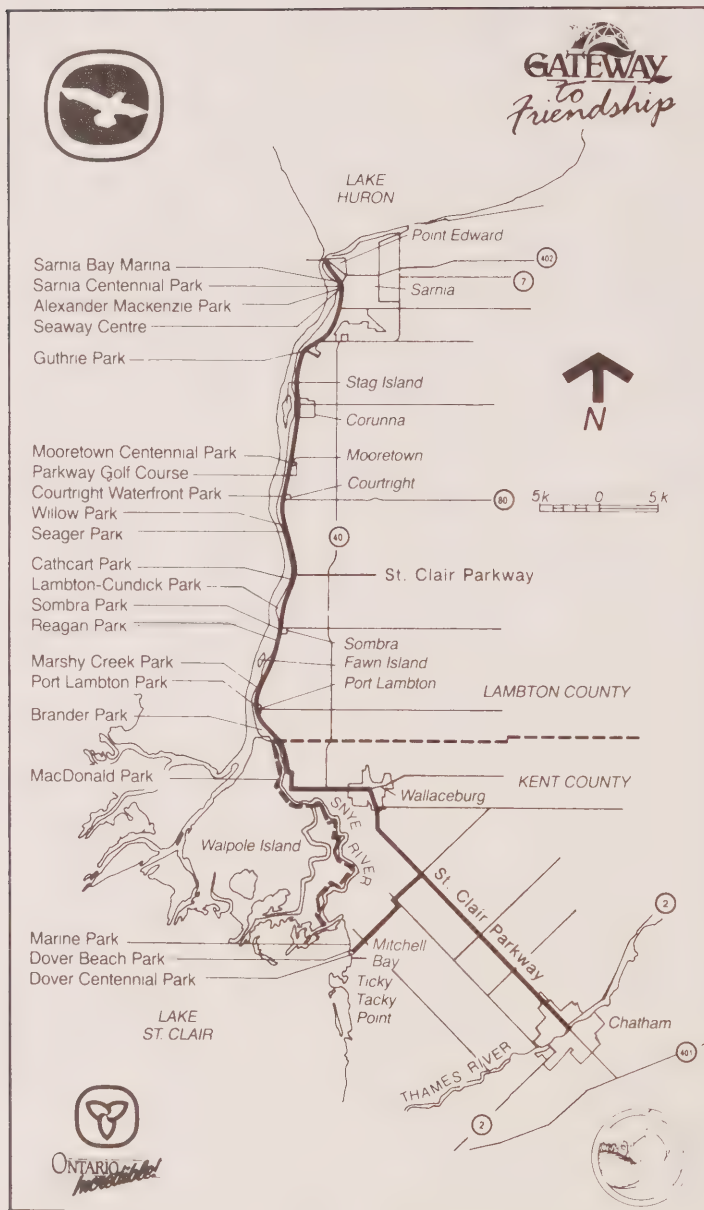 GATEWAY
to
Friendship
LAKE
HURON
Point Edward
402
7
Sarnia
Sarnia Bay Marina
Sarnia Centennial Park
Alexander Mackenzie Park
Seaway Centre
Guthrie Park
Stag Island
Corunna
N
Mooretown Centennial Park
Parkway Golf Course
Courtright Waterfront Park
Willow Park
Seager Park
Mooretown
Courtright
80
5k 0 5k
40
Cathcart Park
Lambton-Cundick Park
Sombra Park
Reagan Park
St. Clair Parkway
Sombra
Fawn Island
Port Lambton
Marshy Creek Park
Port Lambton Park
Brander Park
LAMBTON COUNTY
MacDonald Park
KENT COUNTY
Wallaceburg
SNYE
RIVER
Walpole Island
St. Clair Parkway
2
Marine Park
Dover Beach Park
Dover Centennial Park
Mitchell
Bay
Ticky
Tacky
Point
LAKE
ST. CLAIR
Chatham
THAMES RIVER
401
2
ONTARIO
Incredible!